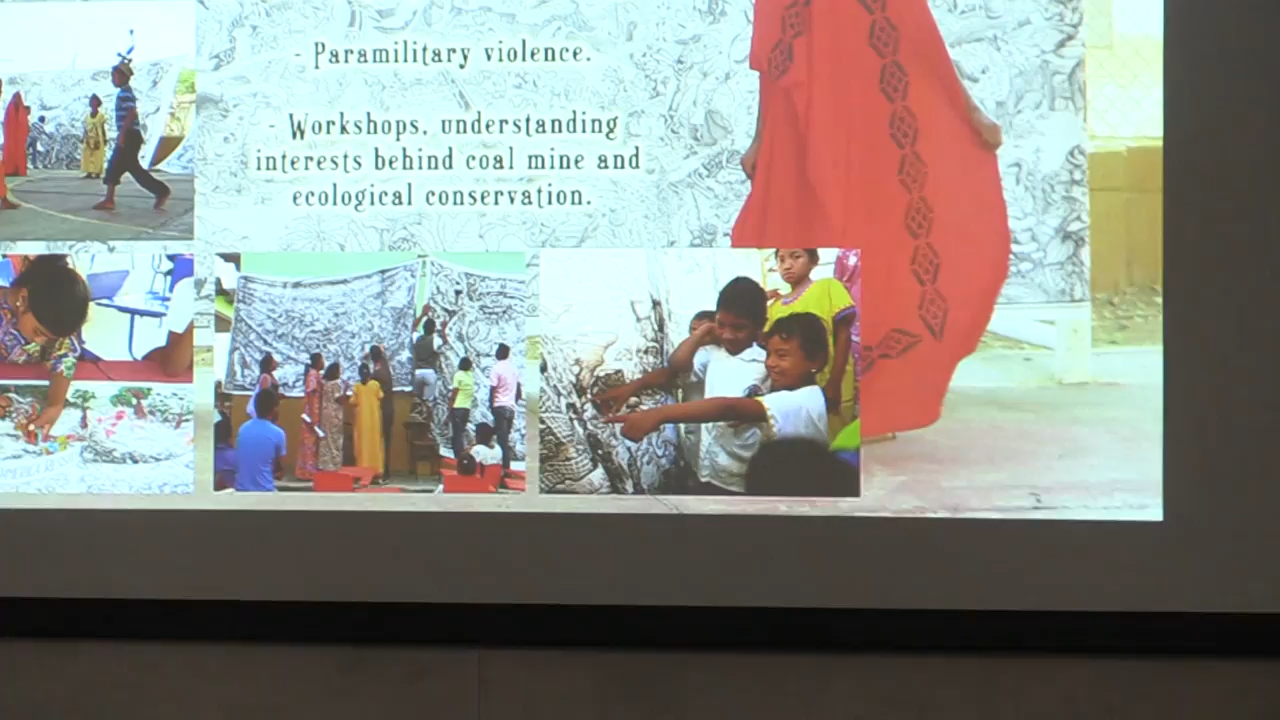 - Paramilitary violence.
- Workshops, understanding
interests behind coal mine and
ecological conservation.